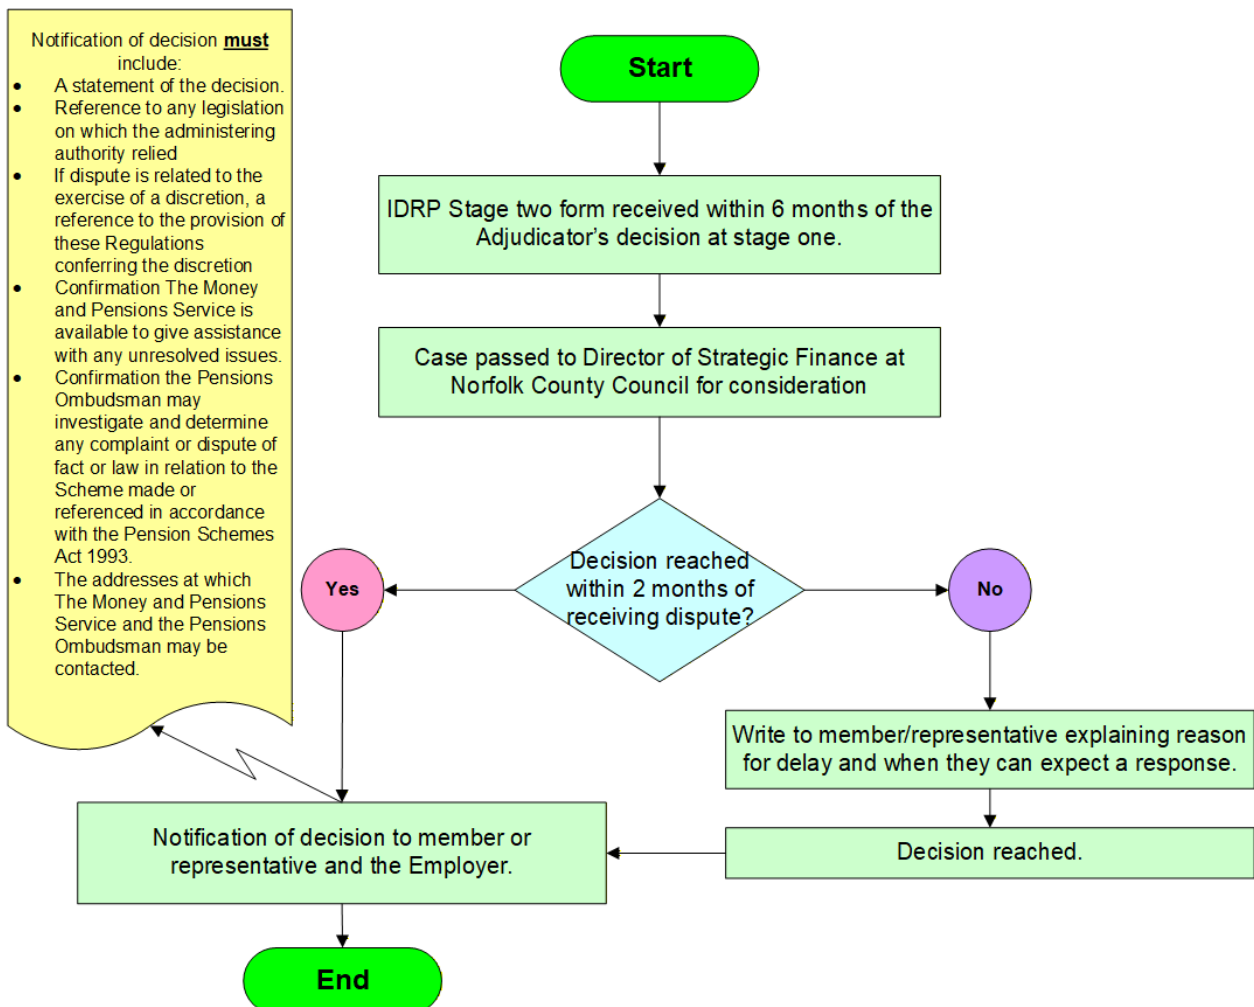 Notification of decision must
include:
• A statement of the decision.
• Reference to any legislation
on which the administering
authority relied
• If dispute is related to the
exercise of a discretion, a
reference to the provision of
these Regulations
conferring the discretion
• Confirmation The Money
and Pensions Service is
available to give assistance
with any unresolved issues.
• Confirmation the Pensions
Ombudsman may
investigate and determine
any complaint or dispute of
fact or law in relation to the
Scheme made or
referenced in accordance
with the Pension Schemes
Act 1993.
• The addresses at which
The Money and Pensions
Service and the Pensions
Ombudsman may be
contacted.
Start
IDRP Stage two form received within 6 months of the
Adjudicator’s decision at stage one.
Case passed to Director of Strategic Finance at
Norfolk County Council for consideration
Decision reached
within 2 months of
receiving dispute?
Yes
No
Write to member/representative explaining reason
for delay and when they can expect a response.
Decision reached.
Notification of decision to member or
representative and the Employer.
End